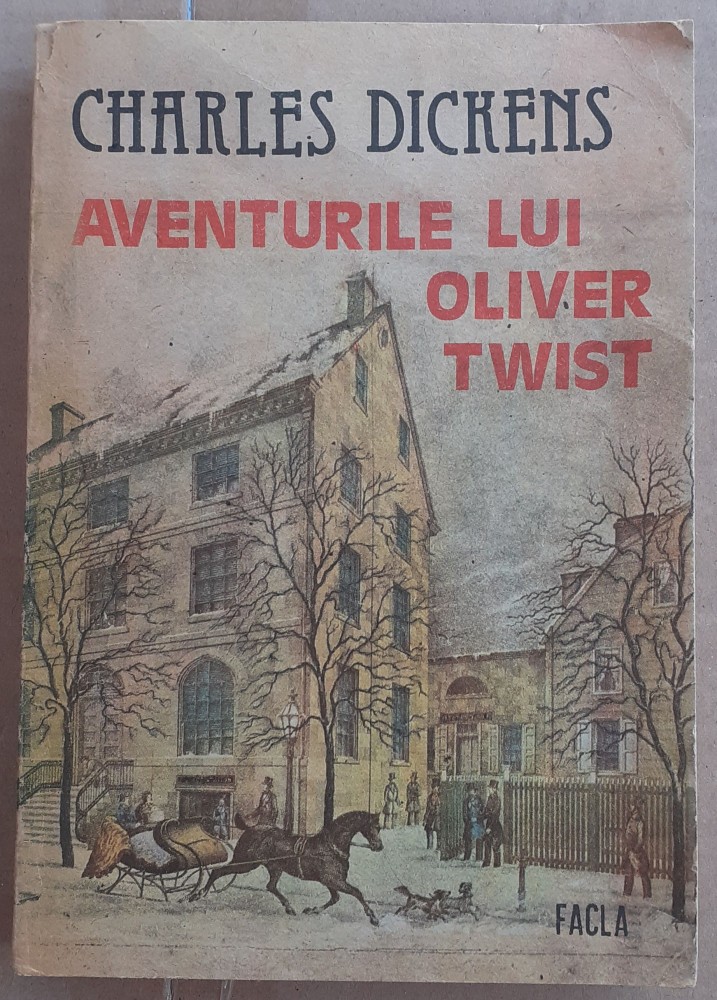 CHARLES DICKENS
AVENTURILE LUI
OLIVER
TWIST
FACLA